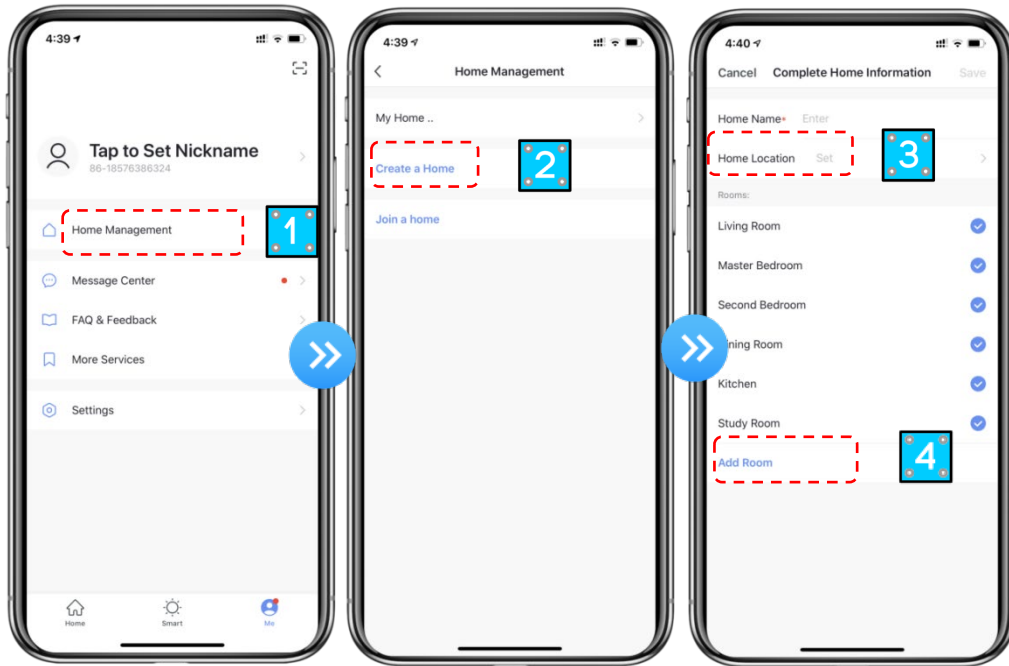 4:39
Tap to Set Nickname
86-18576386324
Home Management
1
Message Center
FAQ & Feedback
More Services
Settings
Home
Smart
Me
4:39
Home Management
My Home ..
Create a Home
2
Join a home
4:40
Cancel Complete Home Information Save
Home Name* Enter
Home Location Set
3
Rooms:
Living Room
Master Bedroom
Second Bedroom
ining Room
Kitchen
Study Room
Add Room
4